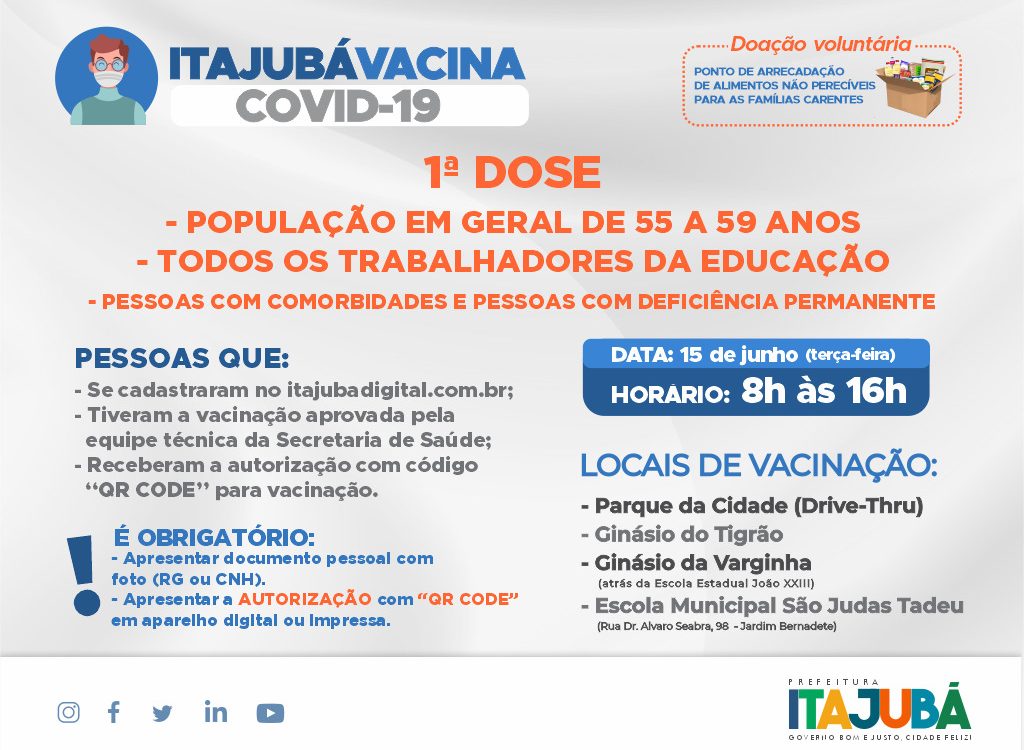 ITAJUBÁVACINA
COVID-19
Doação voluntária
PONTO DE ARRECADAÇÃO
DE ALIMENTOS NÃO PERECÍVEIS
PARA AS FAMÍLIAS CARENTES
1ª DOSE
- POPULAÇÃO EM GERAL DE 55 A 59 ANOS
- TODOS OS TRABALHADORES DA EDUCAÇÃO
- PESSOAS COM COMORBIDADES E PESSOAS COM DEFICIÊNCIA PERMANENTE
PESSOAS QUE:
- Se cadastraram no itajubadigital.com.br;
- Tiveram a vacinação aprovada pela
equipe técnica da Secretaria de Saúde;
- Receberam a autorização com código
“QR CODE” para vacinação.
! É OBRIGATÓRIO:
- Apresentar documento pessoal com
foto (RG ou CNH).
- Apresentar a AUTORIZAÇÃO com “QR CODE”
em aparelho digital ou impressa.
DATA: 15 de junho (terça-feira)
HORÁRIO: 8h às 16h
LOCAIS DE VACINAÇÃO:
- Parque da Cidade (Drive-Thru)
- Ginásio do Tigrão
- Ginásio da Varginha
(atrás da Escola Estadual João XXIII)
- Escola Municipal São Judas Tadeu
(Rua Dr. Alvaro Seabra, 98 - Jardim Bernadete)
PREFEITURA
ITAJUBÁ
GOVERNO BOM E JUSTO, CIDADE FELIZ!